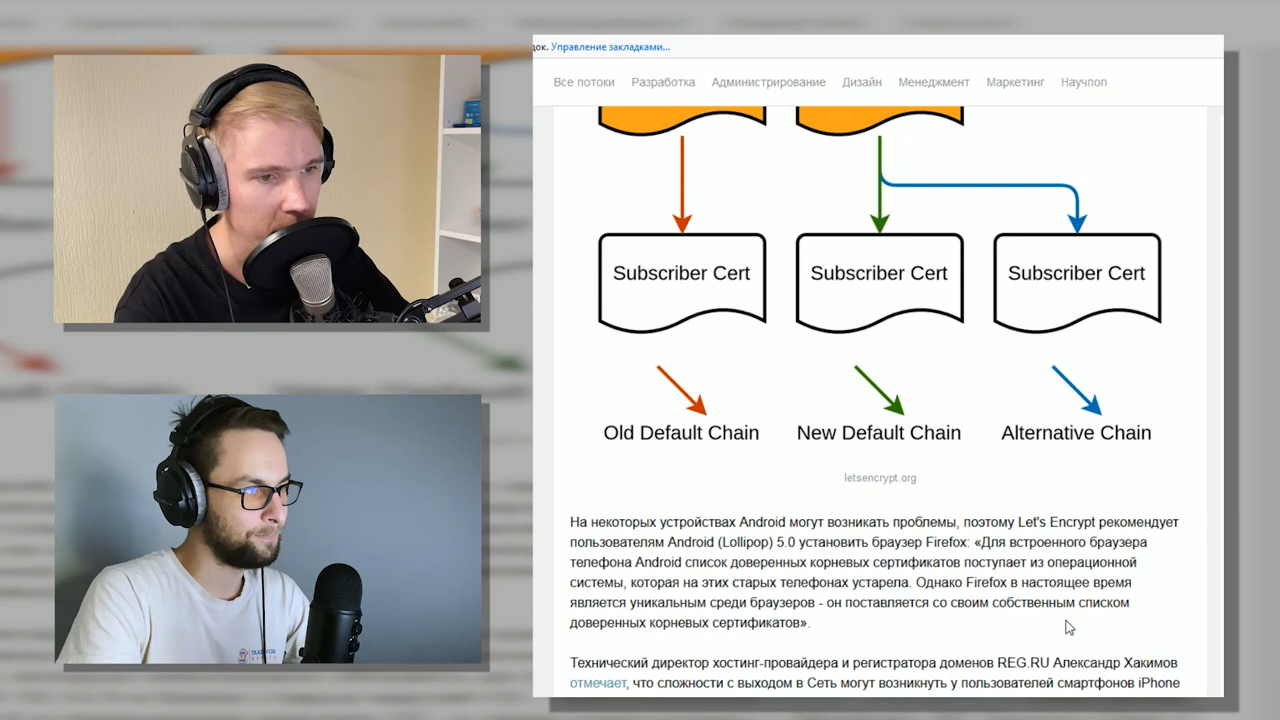 док. Управление закладками...
Все потоки Разработка Администрирование Дизайн Менеджмент Маркетинг Научпоп
Subscriber Cert Subscriber Cert Subscriber Cert
Old Default Chain New Default Chain Alternative Chain
letsencrypt.org
На некоторых устройствах Android могут возникать проблемы, поэтому Let's Encrypt рекомендует
пользователям Android (Lollipop) 5.0 установить браузер Firefox: «Для встроенного браузера
телефона Android список доверенных корневых сертификатов поступает из операционной
системы, которая на этих старых телефонах устарела. Однако Firefox в настоящее время
является уникальным среди браузеров - он поставляется со своим собственным списком
доверенных корневых сертификатов».
Технический директор хостинг-провайдера и регистратора доменов REG.RU Александр Хакимов
отмечает, что сложности с выходом в Сеть могут возникнуть у пользователей смартфонов iPhone